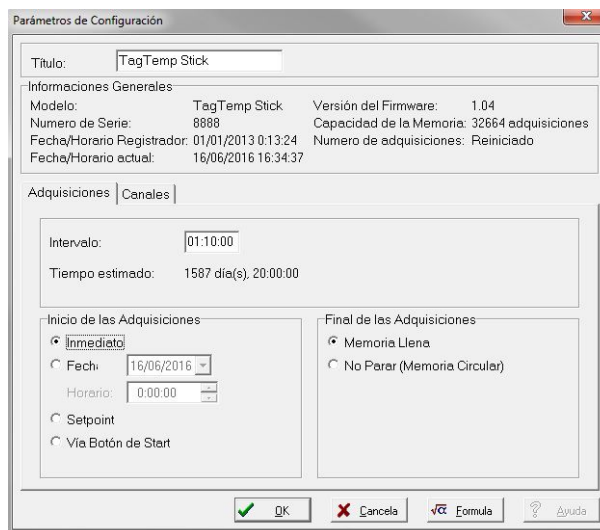 Parámetros de Configuración
Título: TagTemp Stick
Informaciones Generales
Modelo: TagTemp Stick Versión del Firmware: 1.04
Numero de Serie: 8888 Capacidad de la Memoria: 32664 adquisiciones
Fecha/Horario Registrador: 01/01/2013 0:13:24 Numero de adquisiciones: Reiniciado
Fecha/Horario actual: 16/06/2016 16:34:37
Adquisiciones Canales
Intervalo: 01:10:00
Tiempo estimado: 1587 día(s), 20:00:00
Inicio de las Adquisiciones Final de las Adquisiciones
Inmediato Memoria Llena
Fech 16/06/2016 No Parar (Memoria Circular)
Horario: 0:00:00
Setpoint
Vía Botón de Start
OK Cancela √α Formula ? Ayuda